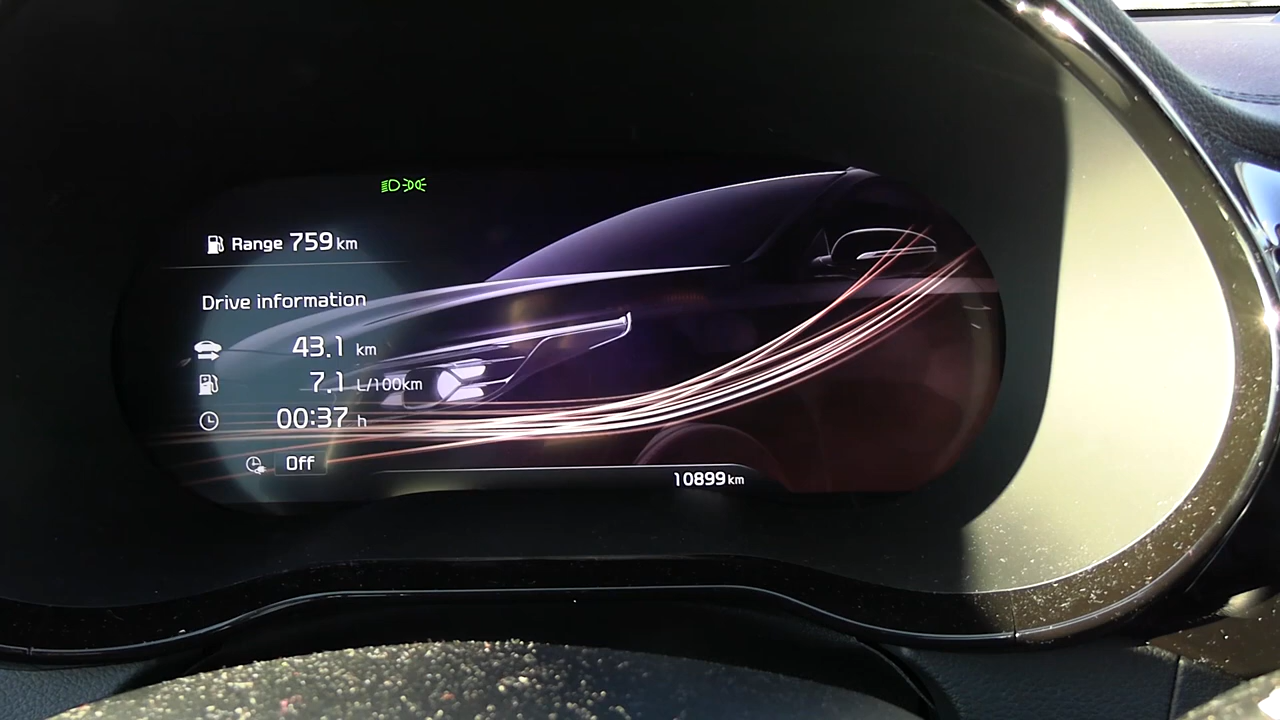 Range 759 km
Drive information
43.1 km
7.1 L/100km
00:37 h
Off
10899 km